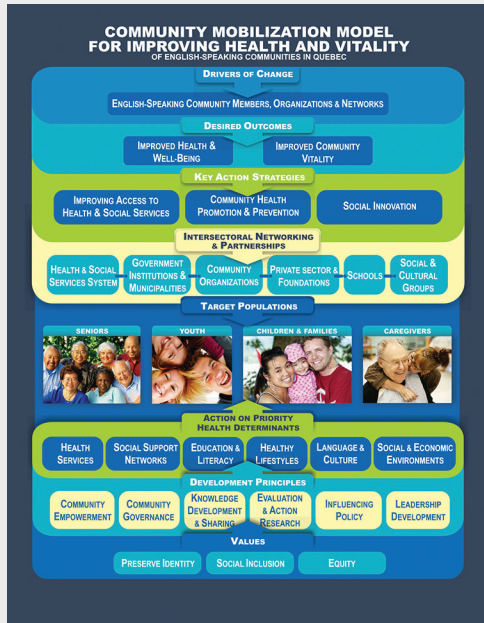 COMMUNITY MOBILIZATION MODEL
FOR IMPROVING HEALTH AND VITALITY
OF ENGLISH-SPEAKING COMMUNITIES IN QUEBEC
DRIVERS OF CHANGE
ENGLISH-SPEAKING COMMUNITY MEMBERS, ORGANIZATIONS & NETWORKS
DESIRED OUTCOMES
IMPROVED HEALTH &
WELL-BEING
IMPROVED COMMUNITY
VITALITY
KEY ACTION STRATEGIES
IMPROVING ACCESS TO
HEALTH & SOCIAL SERVICES
COMMUNITY HEALTH
PROMOTION & PREVENTION
SOCIAL INNOVATION
INTERSECTORAL NETWORKING
& PARTNERSHIPS
HEALTH & SOCIAL
SERVICES SYSTEM
GOVERNMENT
INSTITUTIONS &
MUNICIPALITIES
COMMUNITY
ORGANIZATIONS
PRIVATE SECTOR &
FOUNDATIONS
SCHOOLS
SOCIAL &
CULTURAL
GROUPS
TARGET POPULATIONS
SENIORS
YOUTH
CHILDREN & FAMILIES
CAREGIVERS
ACTION ON PRIORITY
HEALTH DETERMINANTS
HEALTH
SERVICES
SOCIAL SUPPORT
NETWORKS
EDUCATION &
LITERACY
HEALTHY
LIFESTYLES
LANGUAGE &
CULTURE
SOCIAL & ECONOMIC
ENVIRONMENTS
DEVELOPMENT PRINCIPLES
COMMUNITY
EMPOWERMENT
COMMUNITY
GOVERNANCE
KNOWLEDGE
DEVELOPMENT
& SHARING
EVALUATION
& ACTION
RESEARCH
INFLUENCING
POLICY
LEADERSHIP
DEVELOPMENT
VALUES
PRESERVE IDENTITY
SOCIAL INCLUSION
EQUITY